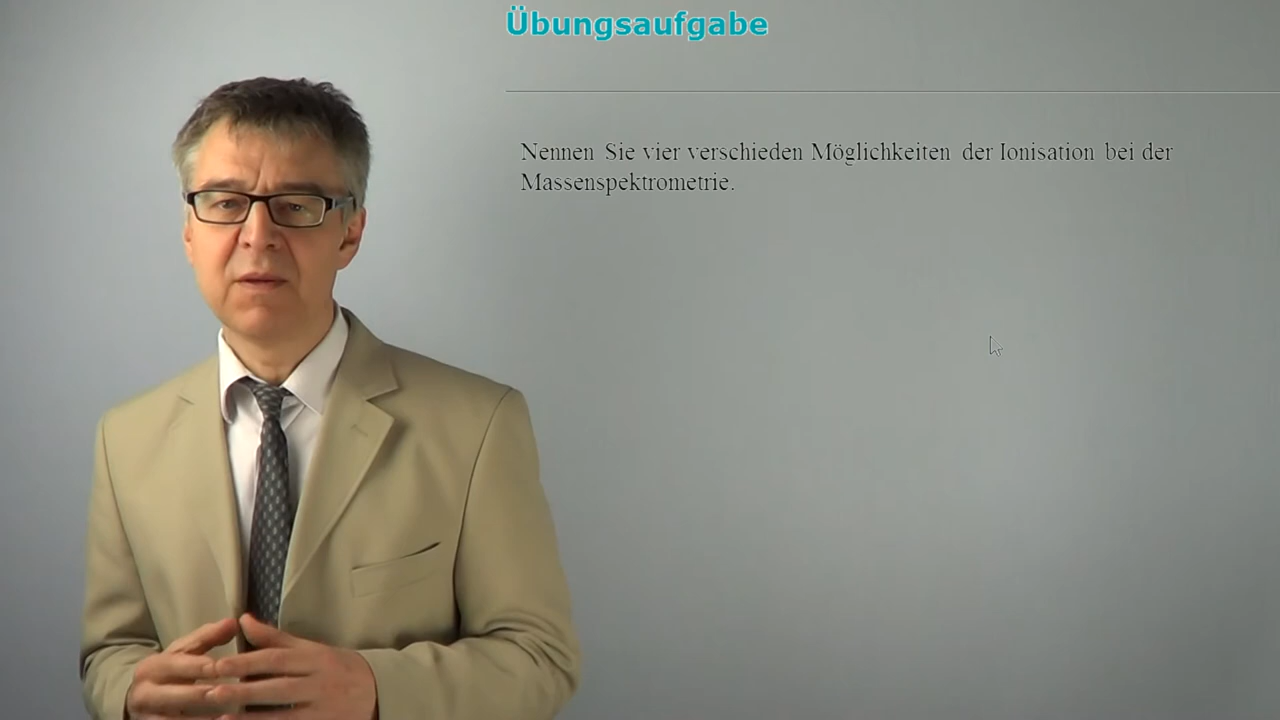 Übungsaufgabe
Nennen Sie vier verschieden Möglichkeiten der Ionisation bei der
Massenspektrometrie.